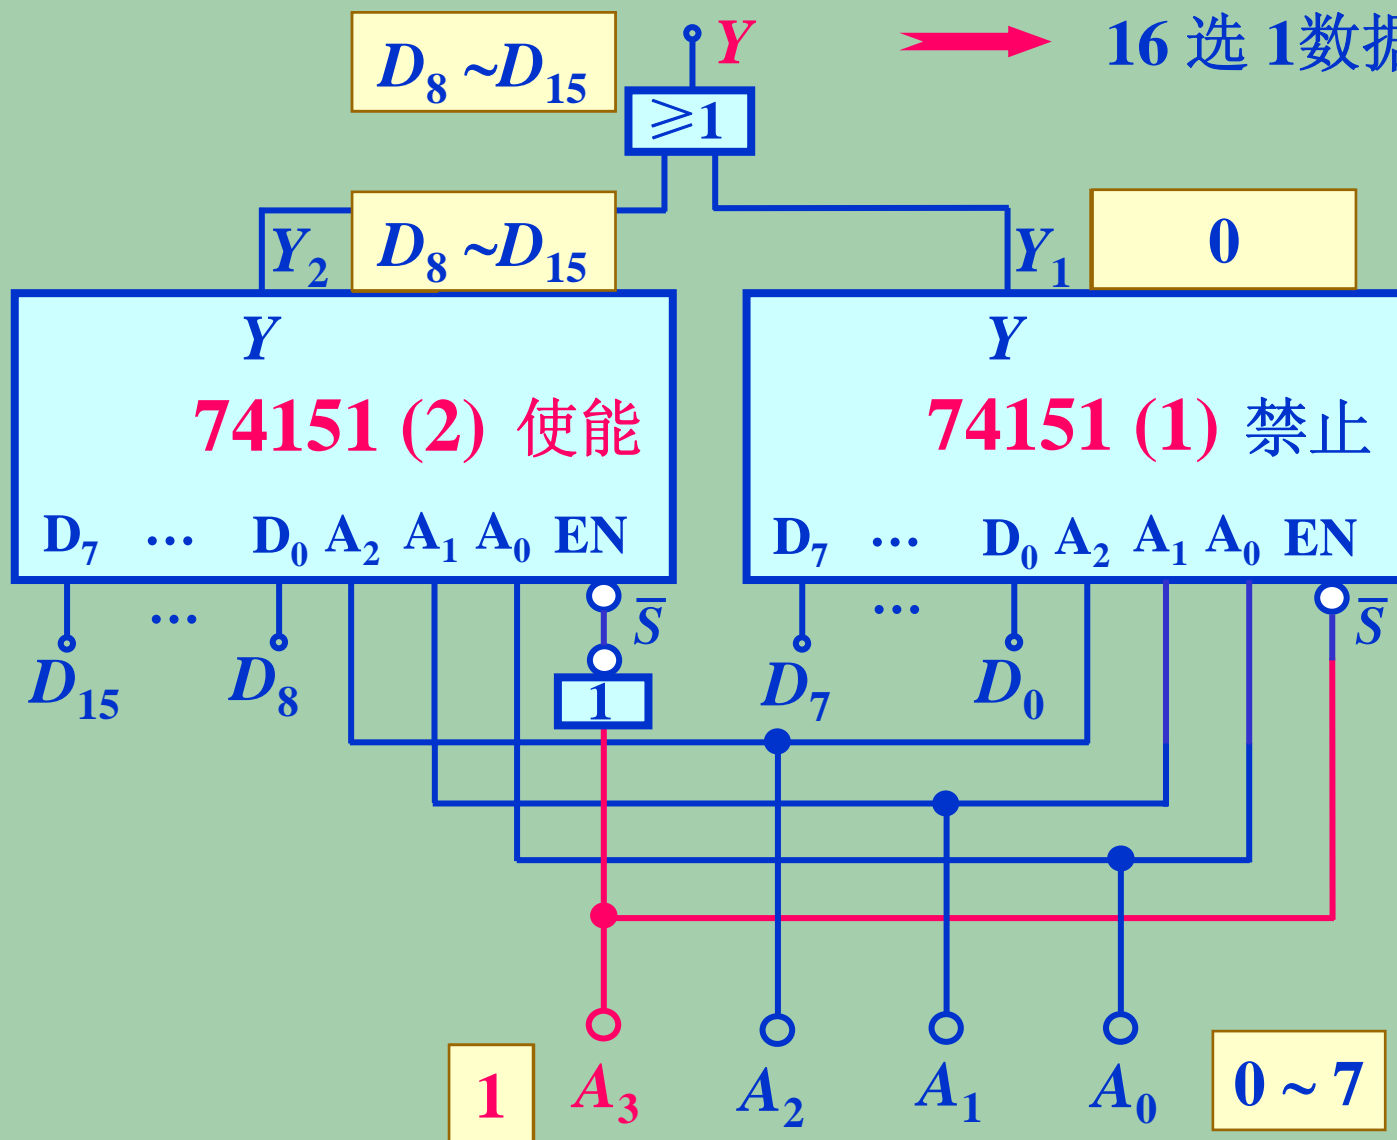 D8 ~D15
Y
16 选 1数据
≥1
D8 ~D15
0
Y2
Y1
Y
Y
74151 (2) 使能
74151 (1) 禁止
D7 … D0 A2 A1 A0 EN
D7 … D0 A2 A1 A0 EN
… S̅
… S̅
D15 D8
D7 D0
1
1 A3 A2 A1 A0 0 ~ 7